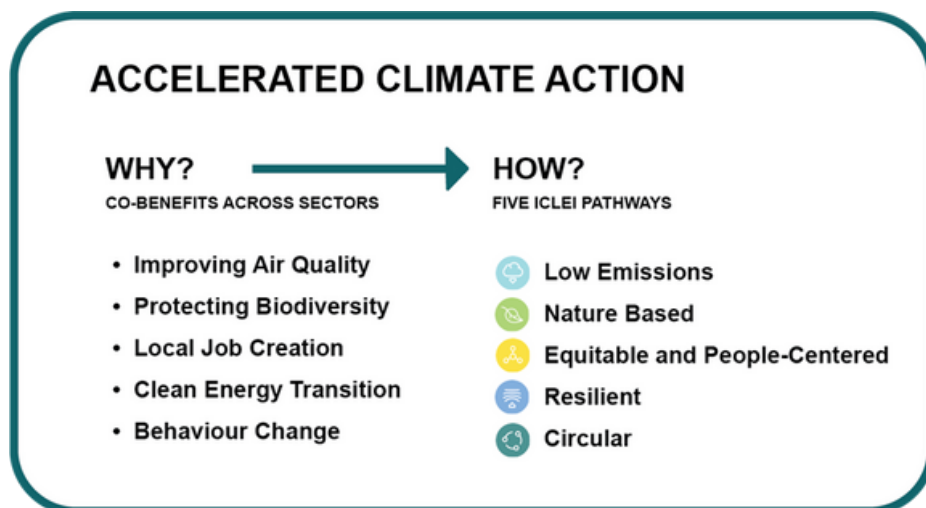 ACCELERATED CLIMATE ACTION
WHY?
CO-BENEFITS ACROSS SECTORS
• Improving Air Quality
• Protecting Biodiversity
• Local Job Creation
• Clean Energy Transition
• Behaviour Change
HOW?
FIVE ICLEI PATHWAYS
Low Emissions
Nature Based
Equitable and People-Centered
Resilient
Circular